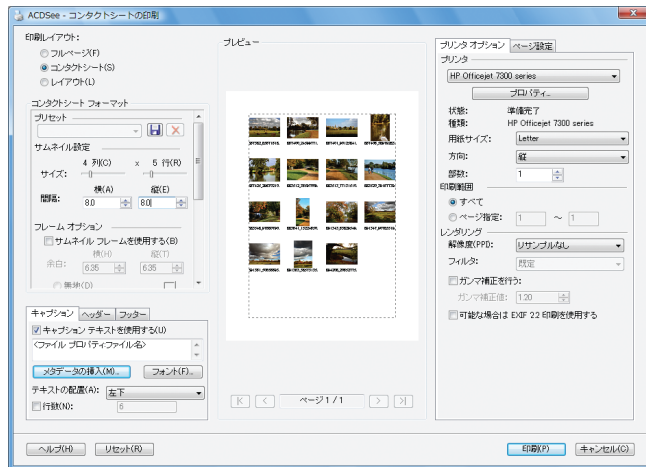 ACDSee - コンタクトシートの印刷
印刷レイアウト:
フルページ(F)
コンタクトシート(S)
レイアウト(L)
コンタクトシート フォーマット
プリセット
サムネイル設定
4 列(C) x 5 行(R)
サイズ:
横(A) 縦(E)
間隔: 8.0 8.0
フレーム オプション
サムネイル フレームを使用する(B)
横(H) 縦(T)
余白: 6.35 6.35
無地(D)
キャプション ヘッダー フッター
キャプション テキストを使用する(U)
<ファイル プロパティ:ファイル名>
メタデータの挿入(M)... フォント(F)...
テキストの配置(A): 左下
行数(N): 6
プレビュー
ページ 1 / 1
プリンタ オプション ページ設定
プリンタ
HP Officejet 7300 series
プロパティ...
状態: 準備完了
種類: HP Officejet 7300 series
用紙サイズ: Letter
方向: 縦
部数: 1
印刷範囲
すべて
ページ指定: 1 ～ 1
レンダリング
解像度(PPD): リサンプルなし
フィルタ: 既定
ガンマ補正を行う:
ガンマ補正値: 1.20
可能な場合は EXIF 2.2 印刷を使用する
ヘルプ(H) リセット(R) 印刷(P) キャンセル(C)